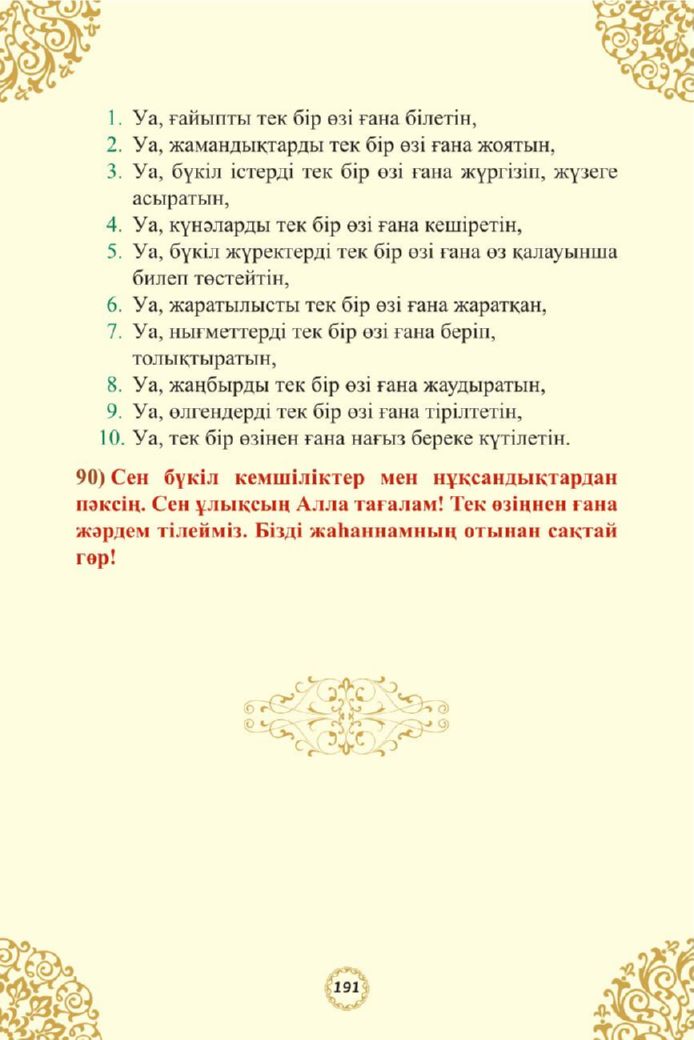 1. Уа, ғайыпты тек бір өзі ғана білетін,
2. Уа, жамандықтарды тек бір өзі ғана жоятын,
3. Уа, бүкіл істерді тек бір өзі ғана жүргізіп, жүзеге
асыратын,
4. Уа, күнәларды тек бір өзі ғана кешіретін,
5. Уа, бүкіл жүректерді тек бір өзі ғана өз қалауынша
билеп төстейтін,
6. Уа, жаратылысты тек бір өзі ғана жаратқан,
7. Уа, нығметтерді тек бір өзі ғана беріп,
толықтыратын,
8. Уа, жаңбырды тек бір өзі ғана жаудыратын,
9. Уа, өлгендерді тек бір өзі ғана тірілтетін,
10. Уа, тек бір өзінен ғана нағыз береке күтілетін.
90) Сен бүкіл кемшіліктер мен нұқсандықтардан
пәксің. Сен ұлықсың Алла тағалам! Тек өзіңнен ғана
жәрдем тілейміз. Бізді жаһаннамның отынан сақтай
гөр!
191